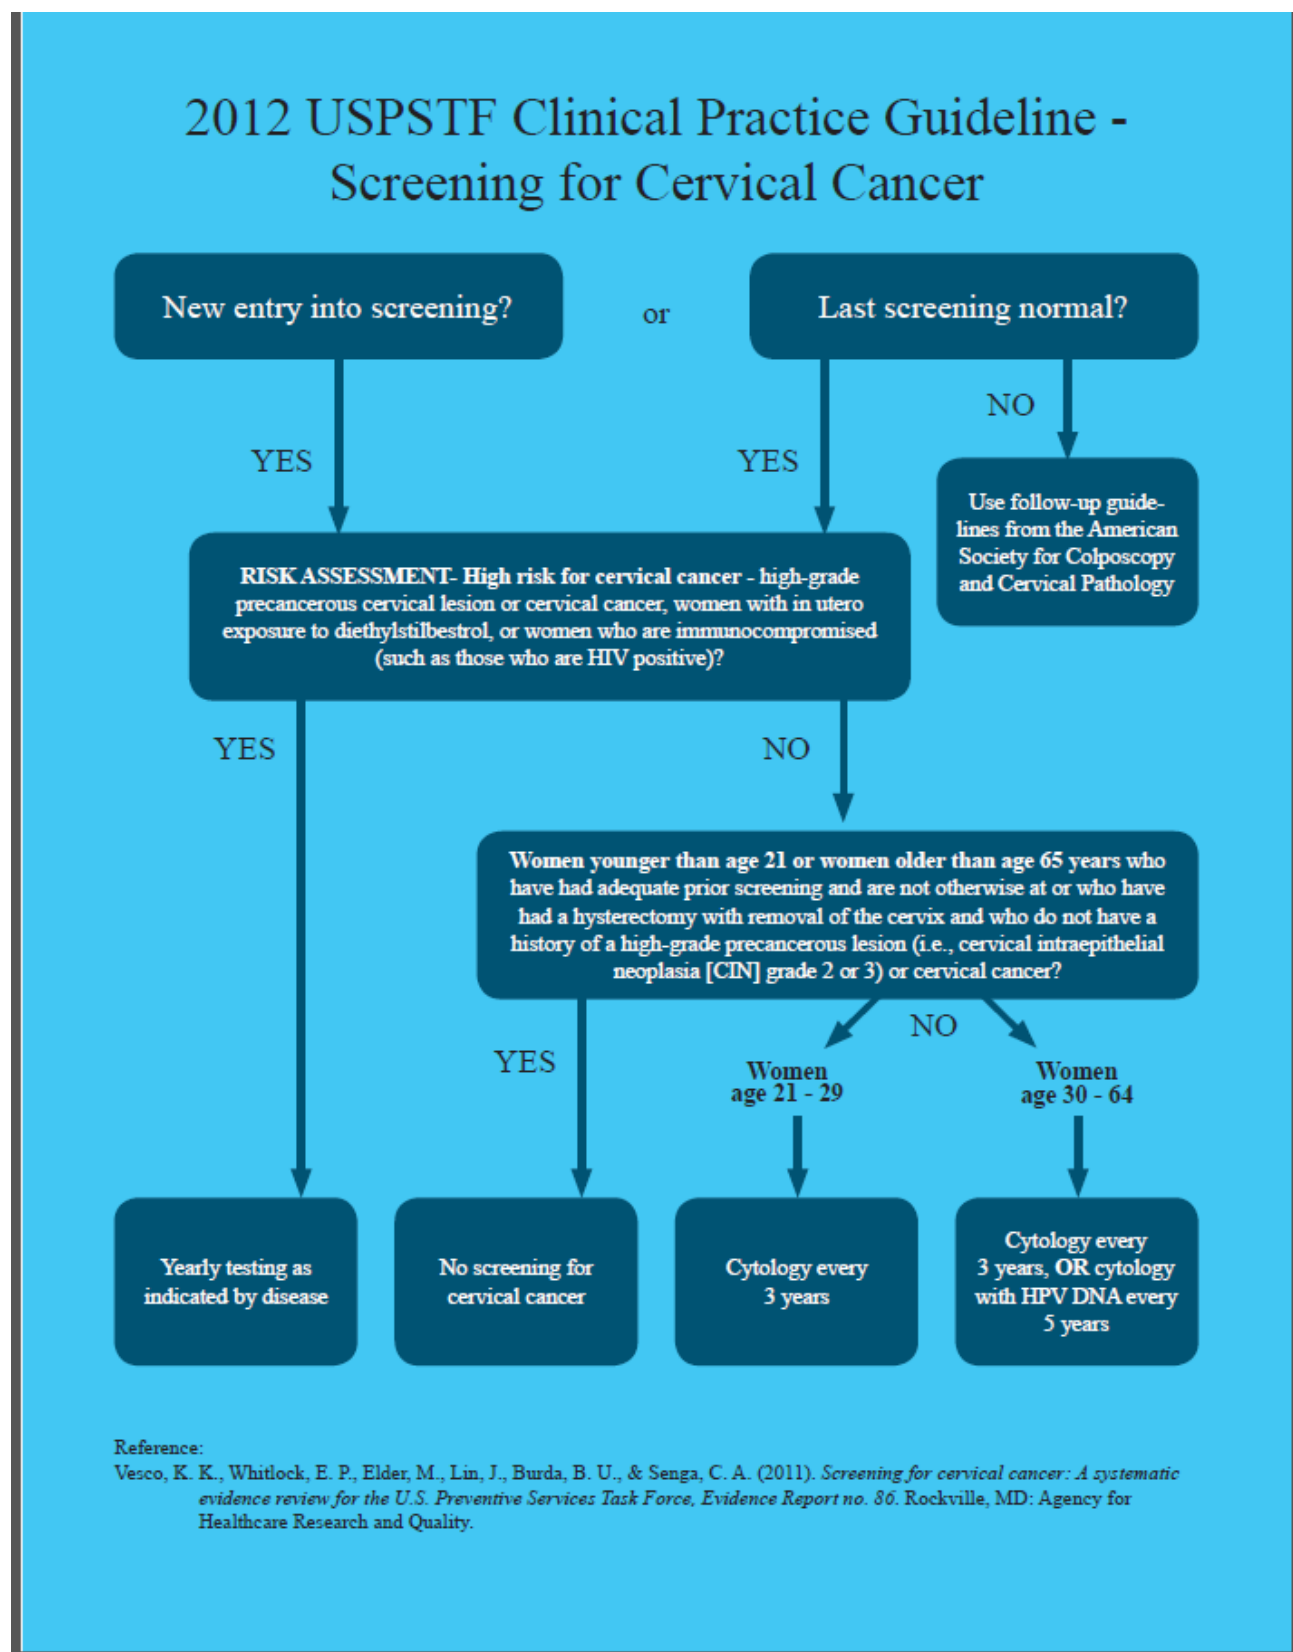 2012 USPSTF Clinical Practice Guideline -
Screening for Cervical Cancer
New entry into screening?
or
Last screening normal?
NO
YES
YES
Use follow-up guide-
lines from the American
Society for Colposcopy
and Cervical Pathology
RISK ASSESSMENT- High risk for cervical cancer - high-grade
precancerous cervical lesion or cervical cancer, women with in utero
exposure to diethylstilbestrol, or women who are immunocompromised
(such as those who are HIV positive)?
YES
NO
Women younger than age 21 or women older than age 65 years who
have had adequate prior screening and are not otherwise at or who have
had a hysterectomy with removal of the cervix and who do not have a
history of a high-grade precancerous lesion (i.e., cervical intraepithelial
neoplasia [CIN] grade 2 or 3) or cervical cancer?
NO
YES
Women
age 21 - 29
Women
age 30 - 64
Yearly testing as
indicated by disease
No screening for
cervical cancer
Cytology every
3 years
Cytology every
3 years, OR cytology
with HPV DNA every
5 years
Reference:
Vesco, K. K., Whitlock, E. P., Elder, M., Lin, J., Burda, B. U., & Senga, C. A. (2011). Screening for cervical cancer: A systematic
evidence review for the U.S. Preventive Services Task Force, Evidence Report no. 86. Rockville, MD: Agency for
Healthcare Research and Quality.